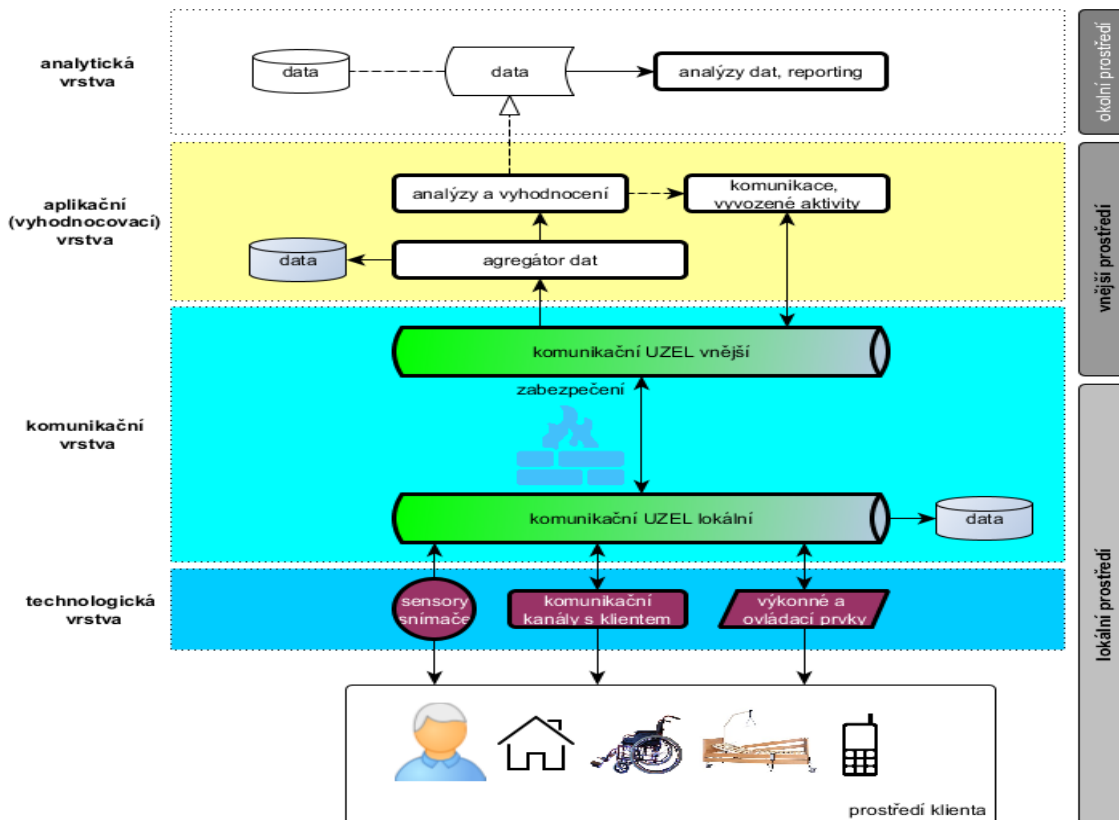 analytická
vrstva
data
data
analýzy dat, reporting
okolní prostředí
aplikační
(vyhodnocovací)
vrstva
analýzy a vyhodnocení
komunikace,
vyvozené aktivity
data
agregátor dat
vnější prostředí
komunikační UZEL vnější
zabezpečení
komunikační
vrstva
komunikační UZEL lokální
data
technologická
vrstva
sensory
snímače
komunikační
kanály s klientem
výkonné a
ovládací prvky
lokální prostředí
prostředí klienta